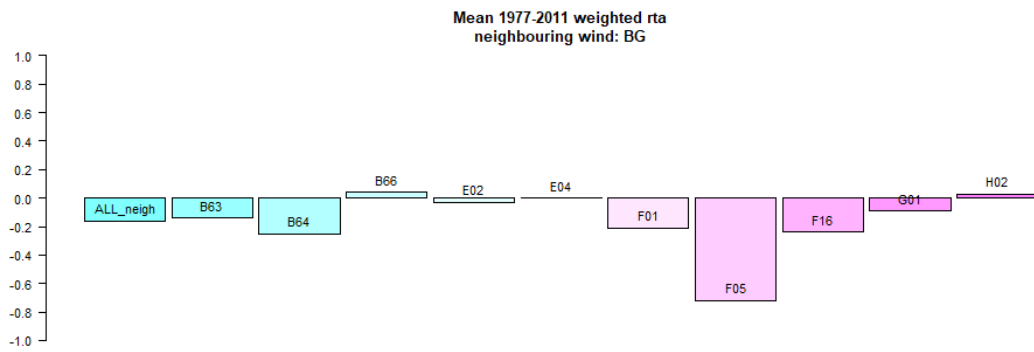 Mean 1977-2011 weighted rta
neighbouring wind: BG
1.0
0.8
0.6
0.4
0.2
0.0
-0.2
-0.4
-0.6
-0.8
-1.0
ALL_neigh
B63
B64
B66
E02
E04
F01
F05
F16
G01
H02